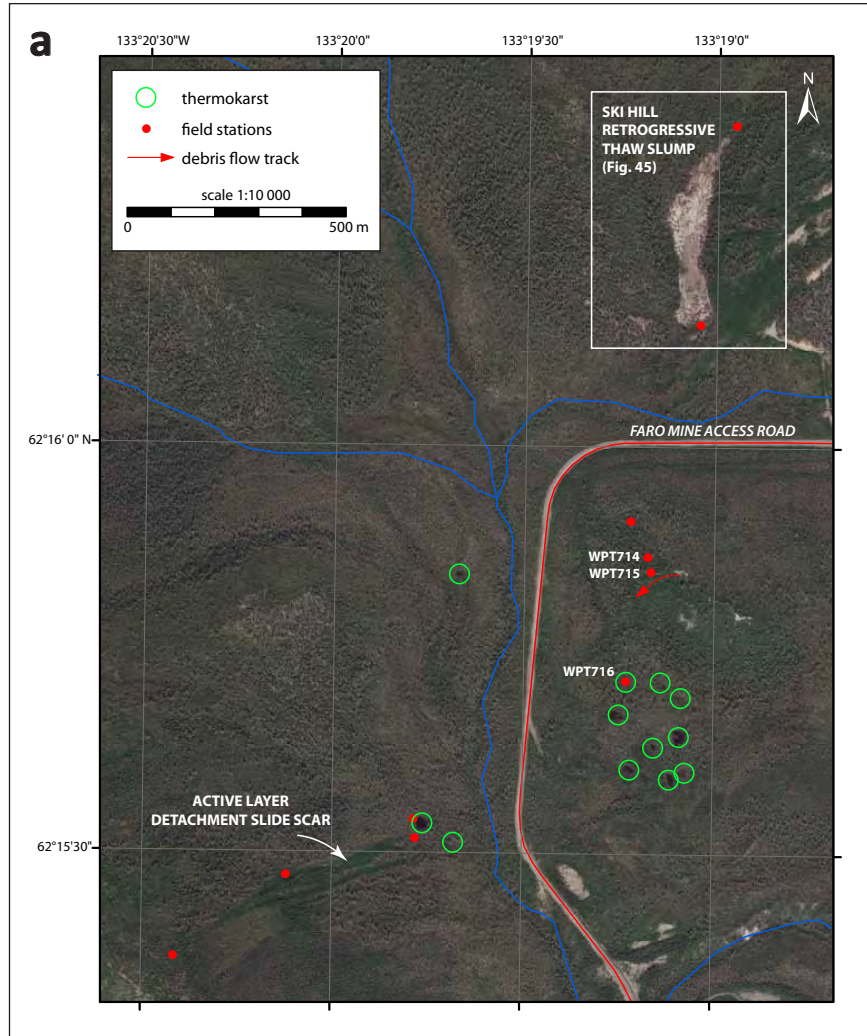 a
133°20'30"W
133°20'0"
133°19'30"
133°19'0"
thermokarst
field stations
debris flow track
scale 1:10 000
0
500 m
N
SKI HILL
RETROGRESSIVE
THAW SLUMP
(Fig. 45)
62°16' 0" N
FARO MINE ACCESS ROAD
WPT714
WPT715
WPT716
ACTIVE LAYER
DETACHMENT SLIDE SCAR
62°15'30"